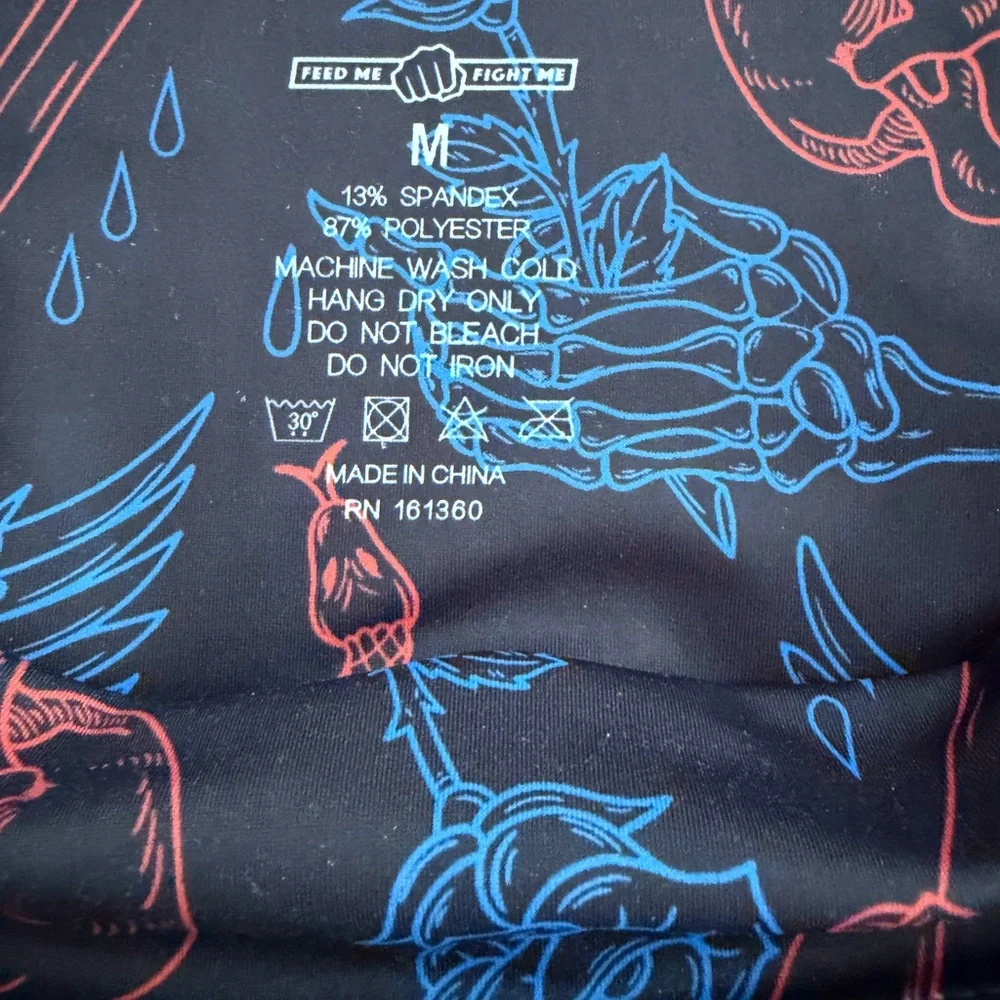 FEED ME FIGHT ME
M
13% SPANDEX
87% POLYESTER
MACHINE WASH COLD
HANG DRY ONLY
DO NOT BLEACH
DO NOT IRON
30°
MADE IN CHINA
RN 161360